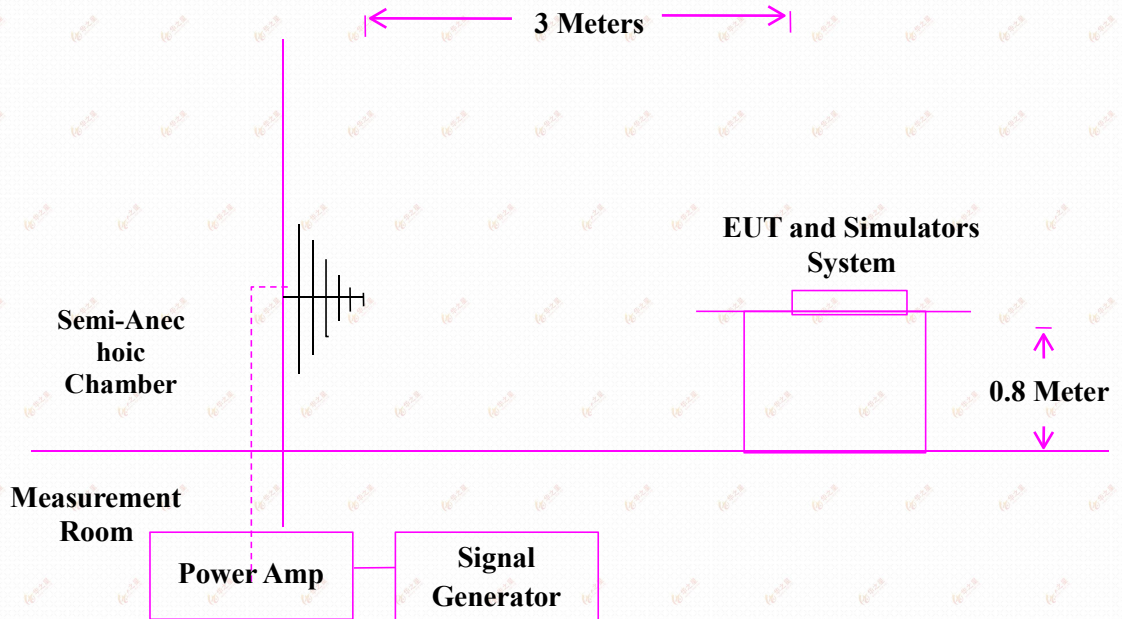 3 Meters
EUT and Simulators
System
Semi-Anec
hoic
Chamber
0.8 Meter
Measurement
Room
Power Amp
Signal
Generator